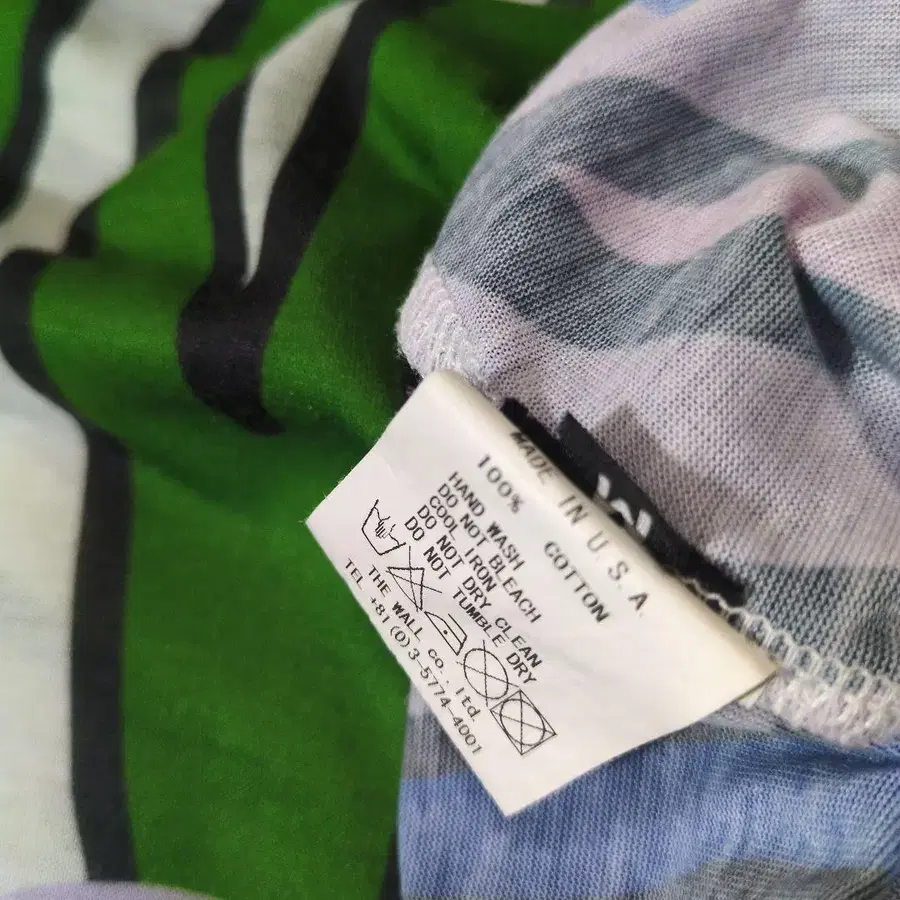 MADE IN U.S.A
100% COTTON
HAND WASH
DO NOT BLEACH
COOL IRON
DO NOT DRY CLEAN
DO NOT TUMBLE DRY
THE WALL co.,ltd.
TEL +81(0)3-5774-4001